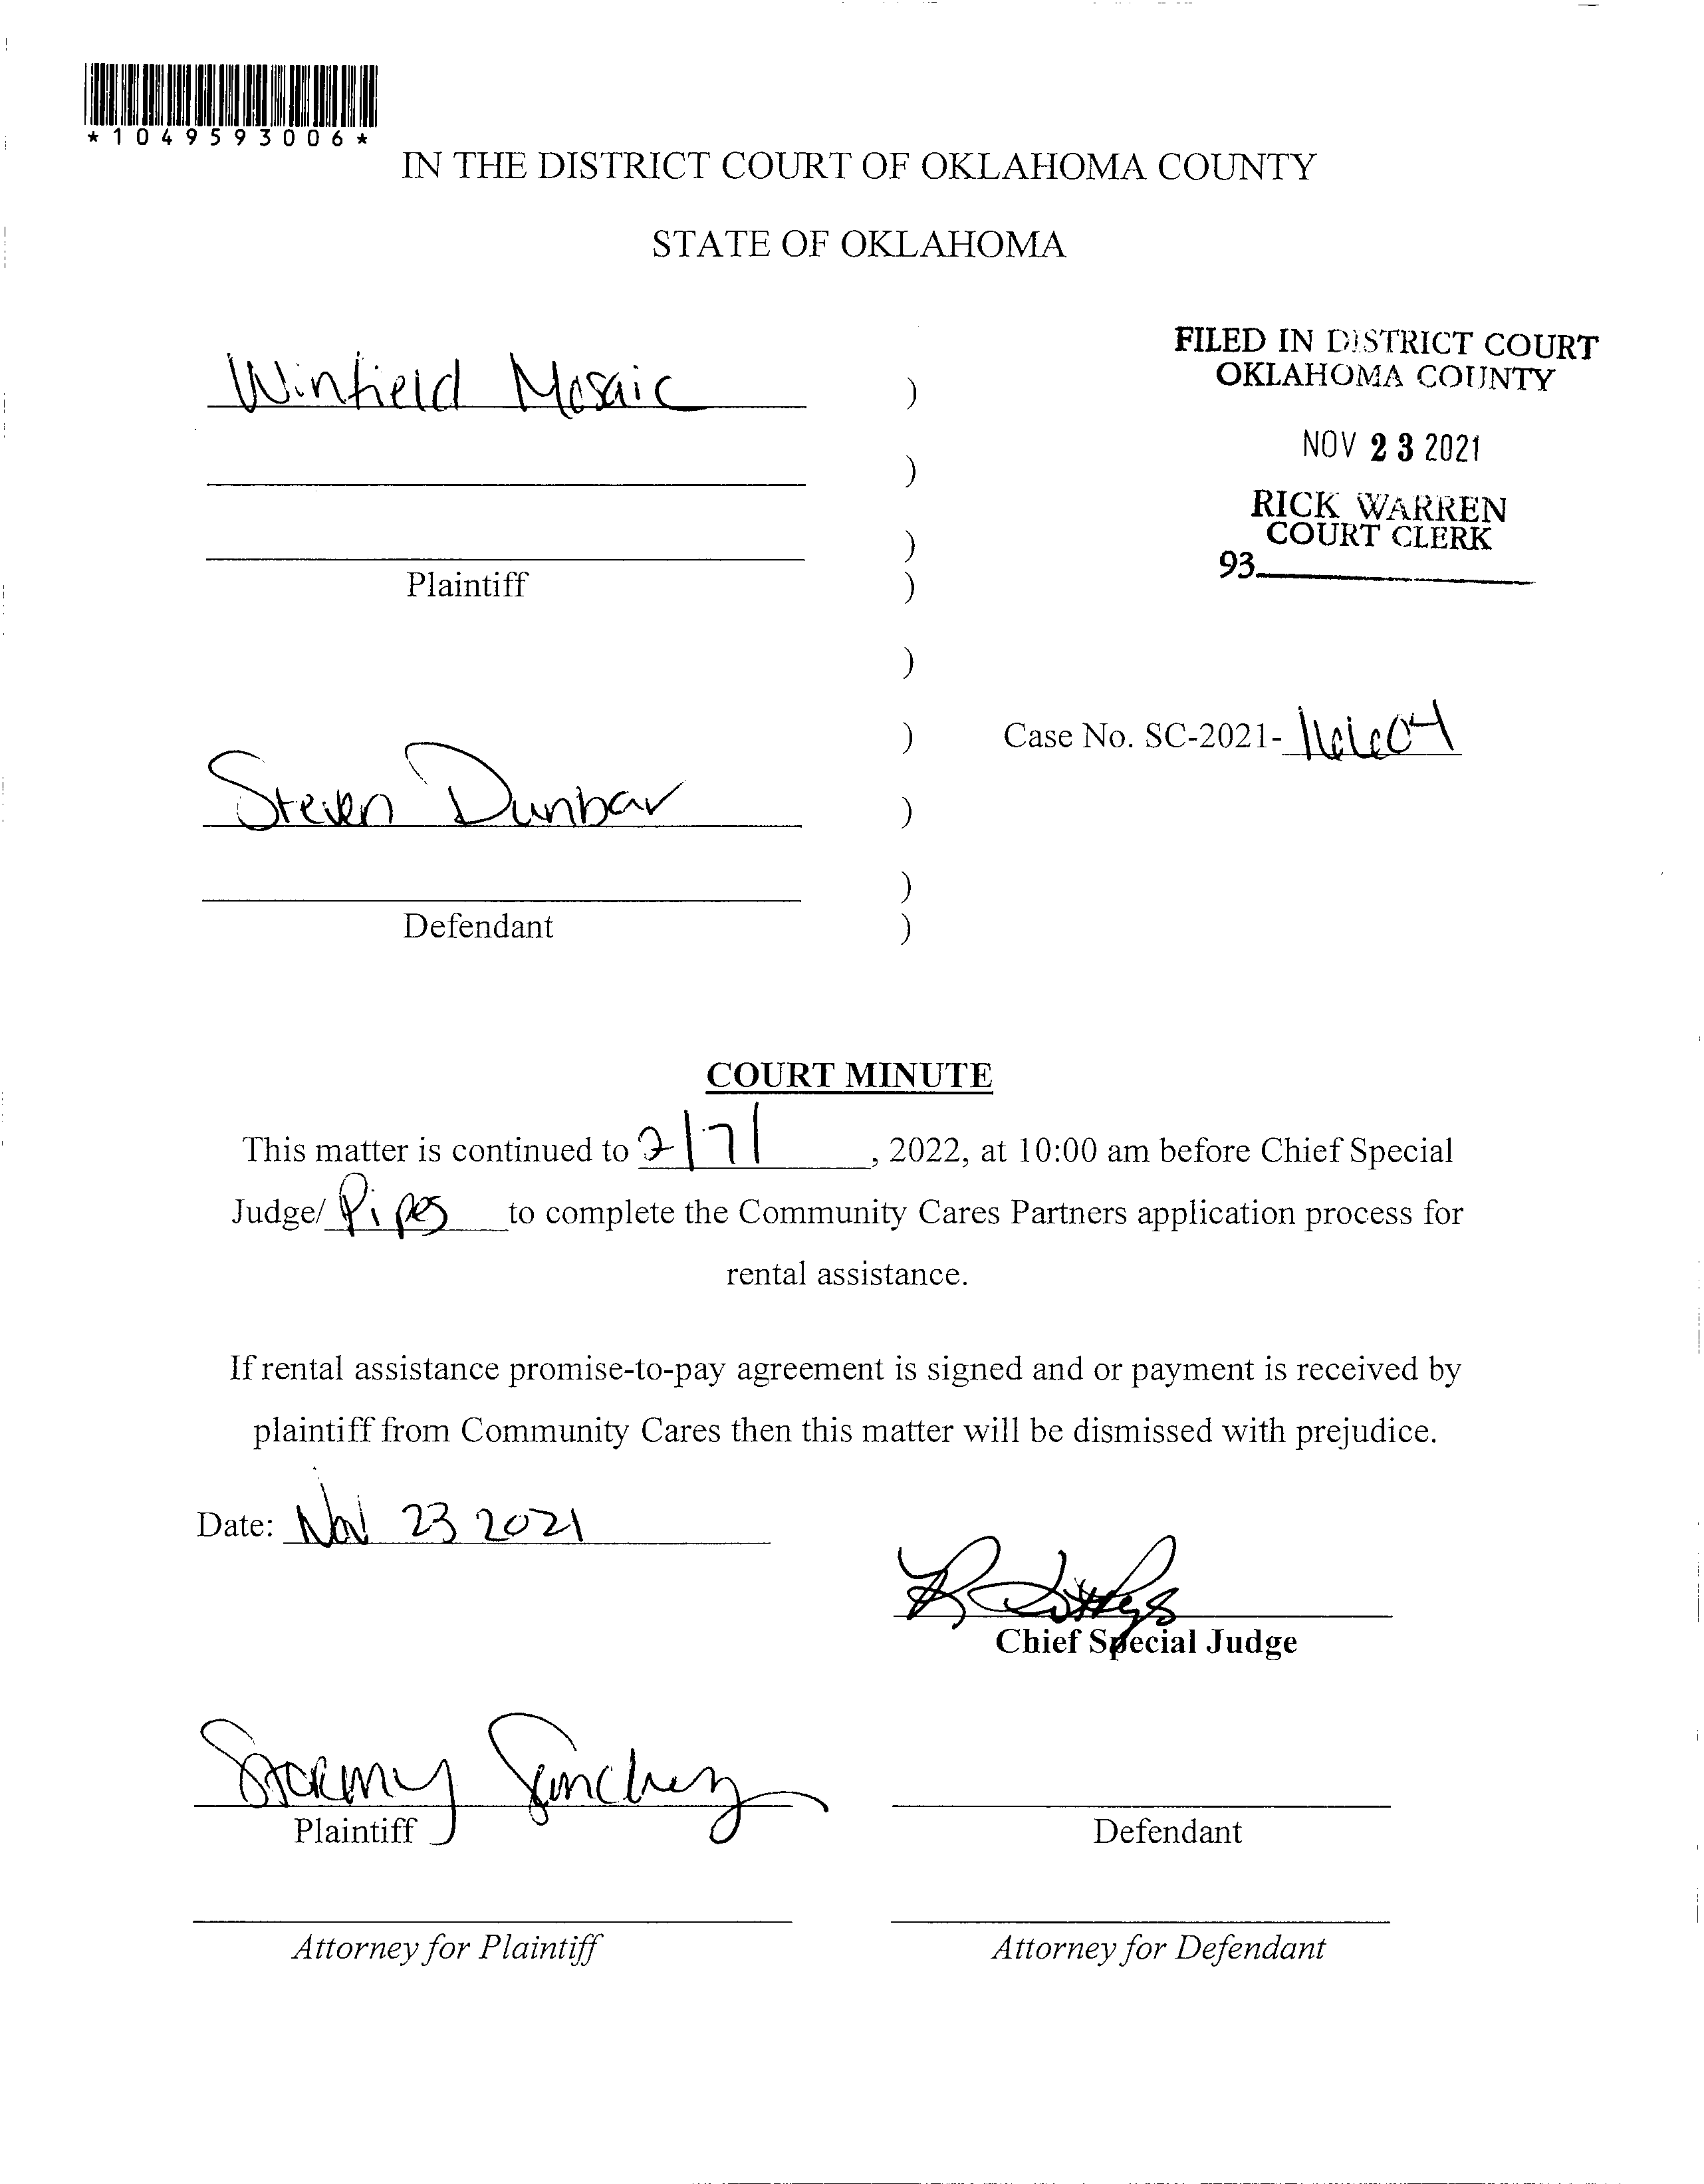 *1049593006*
IN THE DISTRICT COURT OF OKLAHOMA COUNTY
STATE OF OKLAHOMA
FILED IN DISTRICT COURT
OKLAHOMA COUNTY
NOV 23 2021
RICK WARREN
COURT CLERK
93
Winfield Mosaic )
)
)
Plaintiff )
)
) Case No. SC-2021-16604
Steven Dunbar )
)
Defendant )
COURT MINUTE
This matter is continued to 2/7/, 2022, at 10:00 am before Chief Special
Judge/ Pipes to complete the Community Cares Partners application process for
rental assistance.
If rental assistance promise-to-pay agreement is signed and or payment is received by
plaintiff from Community Cares then this matter will be dismissed with prejudice.
Date: Nov 23 2021
Chief Special Judge
Stormy Sanchez
Plaintiff Defendant
Attorney for Plaintiff Attorney for Defendant